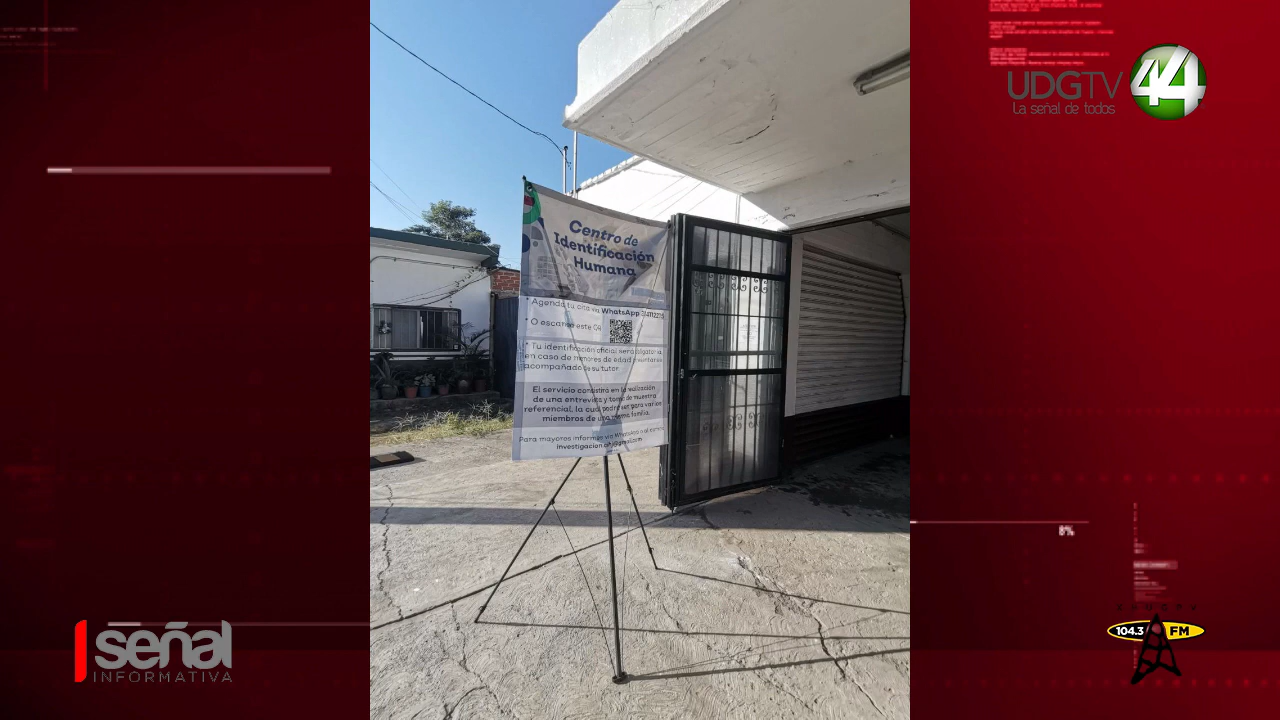 UDGTV 44
La señal de todos
Centro de
Identificación
Humana
* Agenda tu cita via WhatsApp
* O escanea este QR
* Tu identificación oficial será obligatoria,
en caso de menores de edad
acompañado de su tutor.
El servicio consistirá en la realización
de una entrevista y toma de muestra
referencial, la cual podrá ser para varios
miembros de una misma familia.
Para mayores informes via WhatsApp o al correo
señal
INFORMATIVA
104.3 FM